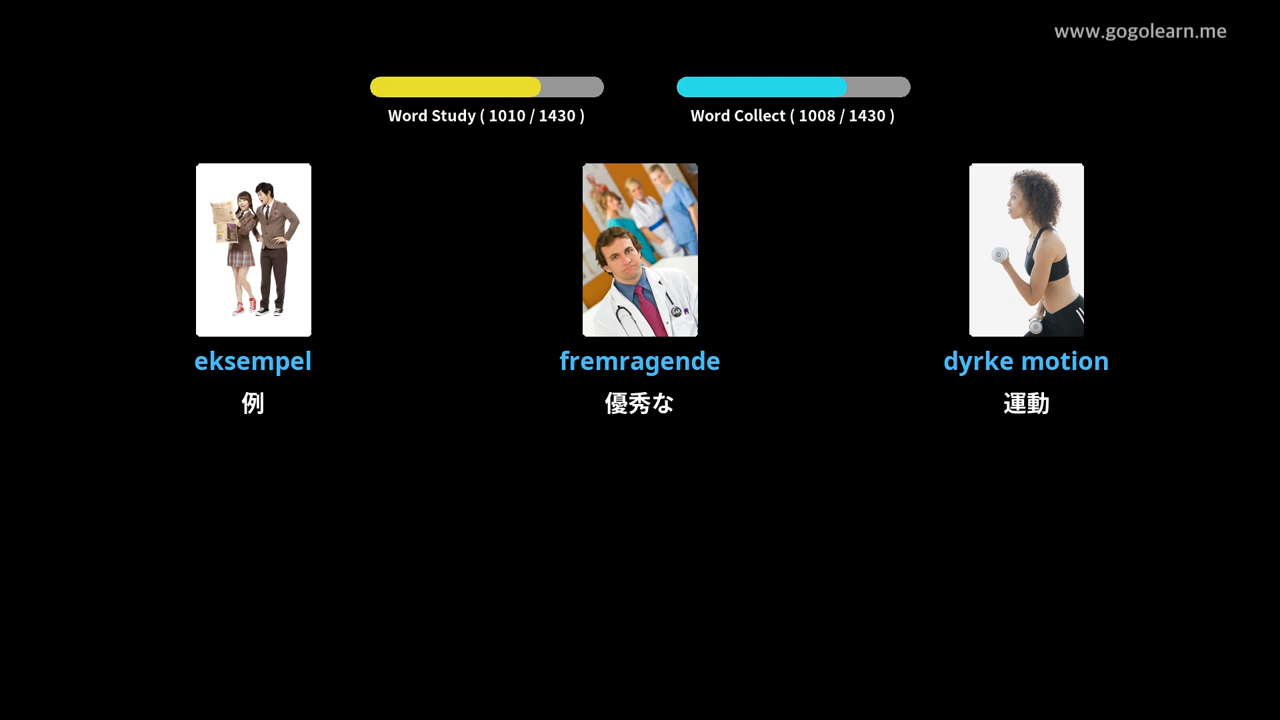 www.gogolearn.me
Word Study ( 1010 / 1430 )
Word Collect ( 1008 / 1430 )
eksempel
fremragende
dyrke motion
例
優秀な
運動